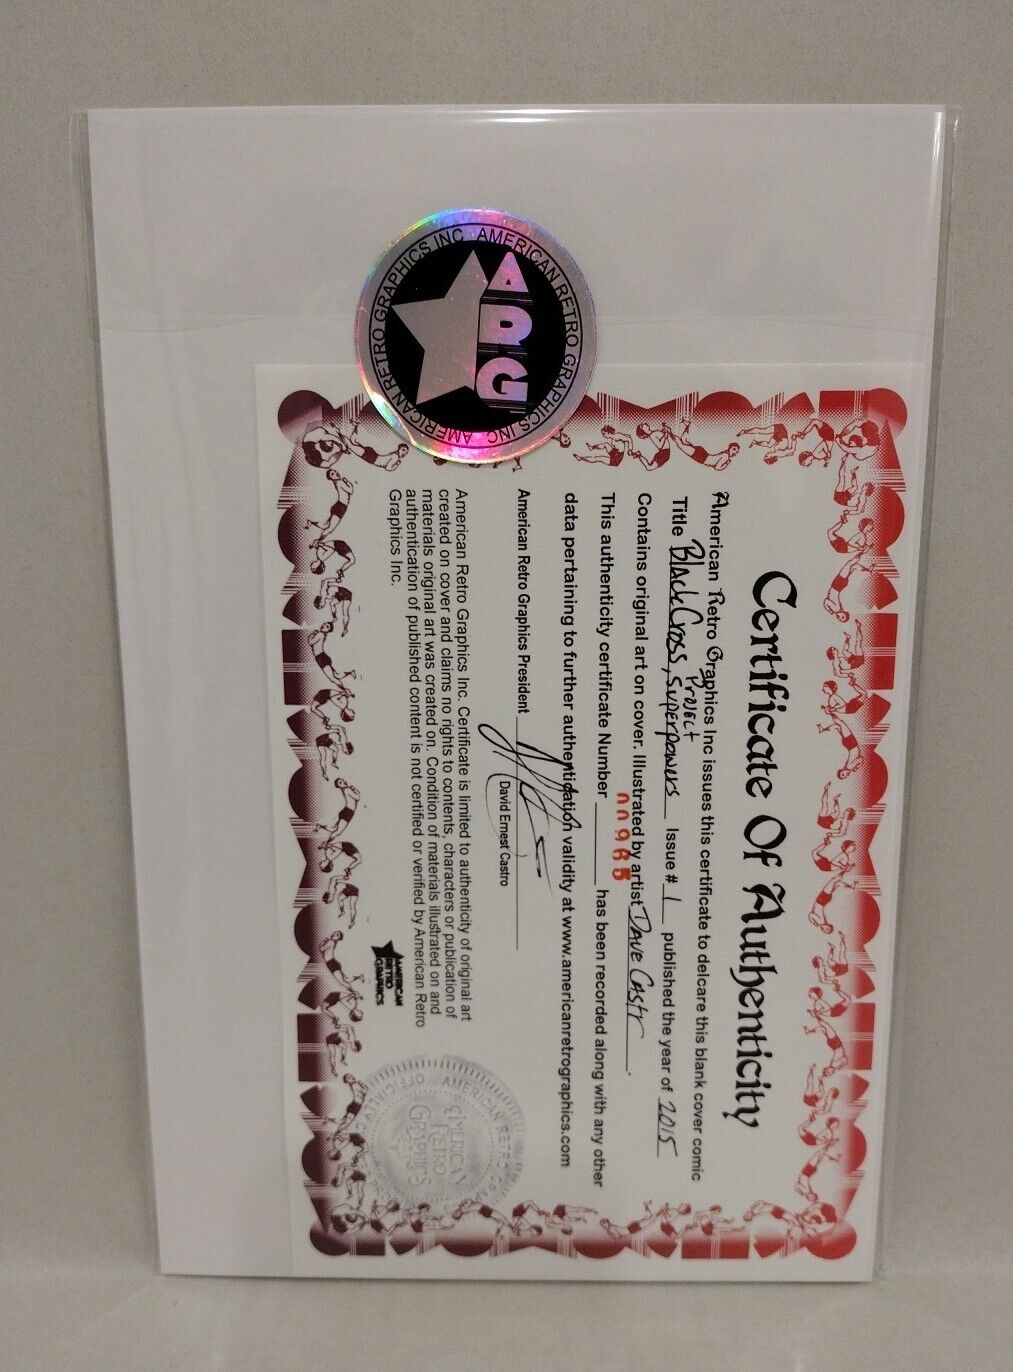 AMERICAN RETRO GRAPHICS INC
AMERICAN RETRO GRAPHICS INC
ARG
Certificate Of Authenticity
American Retro Graphics Inc issues this certificate to delcare this blank cover comic
Project
Title Black Cross, Superpowers Issue # 1 published the year of 2015
Contains original art on cover. Illustrated by artist Dave Castr.
00965
This authenticity certificate Number has been recorded along with any other
data pertaining to further authentication validity at www.americanretrographics.com
American Retro Graphics President
David Ernest Castro
American Retro Graphics Inc. Certificate is limited to authenticity of original art
created on cover and claims no rights to contents, characters or publication of
materials original art was created on. Condition of materials illustrated on and
authentication of published content is not certified or verified by American Retro
Graphics Inc.
AMERICAN
RETRO
GRAPHICS
AMERICAN
RETRO
GRAPHICS